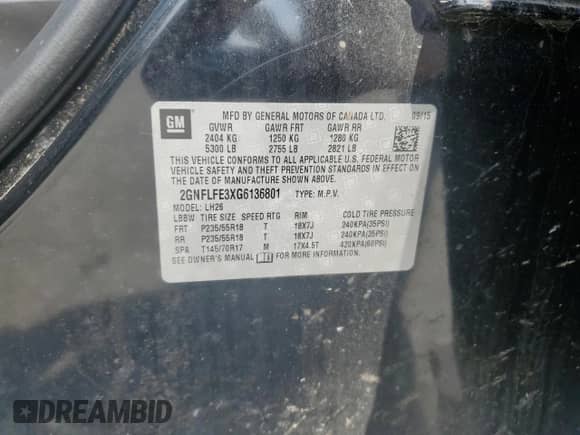 GM
MFD BY GENERAL MOTORS OF CANADA LTD. 09/15
GVWR GAWR FRT GAWR RR
2404 KG 1250 KG 1280 KG
5300 LB 2755 LB 2821 LB
THIS VEHICLE CONFORMS TO ALL APPLICABLE U.S. FEDERAL MOTOR
VEHICLE SAFETY AND THEFT PREVENTION STANDARDS IN EFFECT ON
THE DATE OF MANUFACTURE SHOWN ABOVE.
2GNFLFE3XG6136801 TYPE: M.P.V.
MODEL: LH26
LBBW TIRE SIZE SPEED RTG RIM COLD TIRE PRESSURE
FRT P235/55R18 T 18X7J 240KPA(35PSI)
RR P235/55R18 T 18X7J 240KPA(35PSI)
SPA T145/70R17 M 17X4.5T 420KPA(60PSI)
SEE OWNER'S MANUAL FOR MORE INFORMATION.
DREAMBID